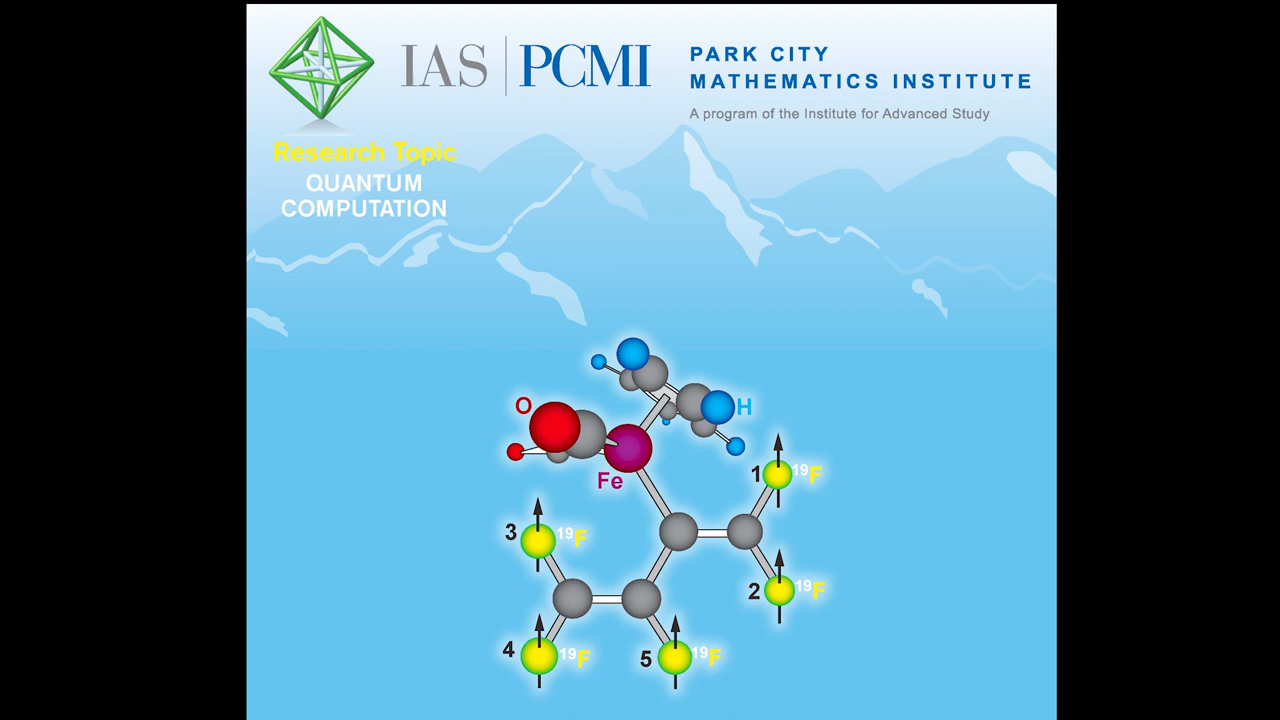 IAS PCMI
PARK CITY
MATHEMATICS INSTITUTE
A program of the Institute for Advanced Study
Research Topic
QUANTUM
COMPUTATION
O
H
Fe
1 19F
3 19F
2 19F
4 19F
5 19F